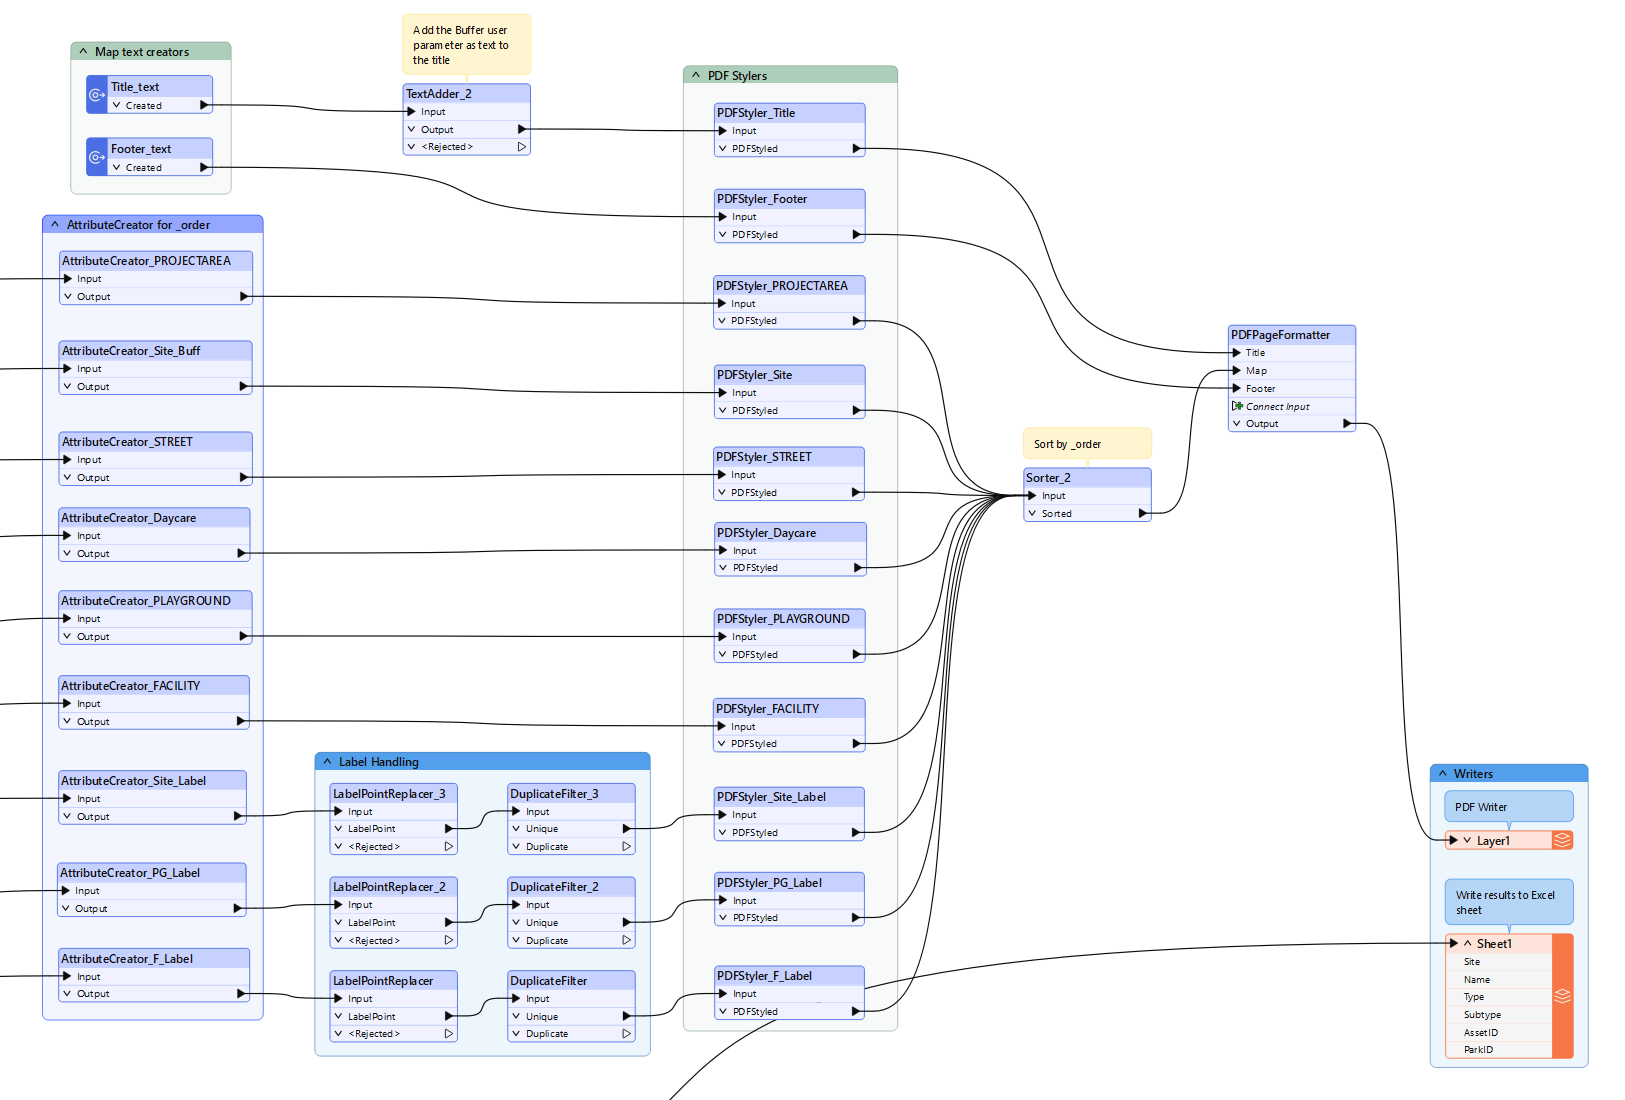 Map text creators
Title_text
Created
Footer_text
Created
Add the Buffer user
parameter as text to
the title
TextAdder_2
Input
Output
<Rejected>
AttributeCreator for _order
AttributeCreator_PROJECTAREA
Input
Output
AttributeCreator_Site_Buff
Input
Output
AttributeCreator_STREET
Input
Output
AttributeCreator_Daycare
Input
Output
AttributeCreator_PLAYGROUND
Input
Output
AttributeCreator_FACILITY
Input
Output
AttributeCreator_Site_Label
Input
Output
AttributeCreator_PG_Label
Input
Output
AttributeCreator_F_Label
Input
Output
Label Handling
LabelPointReplacer_3
Input
LabelPoint
<Rejected>
DuplicateFilter_3
Input
Unique
Duplicate
LabelPointReplacer_2
Input
LabelPoint
<Rejected>
DuplicateFilter_2
Input
Unique
Duplicate
LabelPointReplacer
Input
LabelPoint
<Rejected>
DuplicateFilter
Input
Unique
Duplicate
PDF Stylers
PDFStyler_Title
Input
PDFStyled
PDFStyler_Footer
Input
PDFStyled
PDFStyler_PROJECTAREA
Input
PDFStyled
PDFStyler_Site
Input
PDFStyled
PDFStyler_STREET
Input
PDFStyled
PDFStyler_Daycare
Input
PDFStyled
PDFStyler_PLAYGROUND
Input
PDFStyled
PDFStyler_FACILITY
Input
PDFStyled
PDFStyler_Site_Label
Input
PDFStyled
PDFStyler_PG_Label
Input
PDFStyled
PDFStyler_F_Label
Input
PDFStyled
Sort by _order
Sorter_2
Input
Sorted
PDFPageFormatter
Title
Map
Footer
Connect Input
Output
Writers
PDF Writer
Layer1
Write results to Excel
sheet
Sheet1
Site
Name
Type
Subtype
AssetID
ParkID